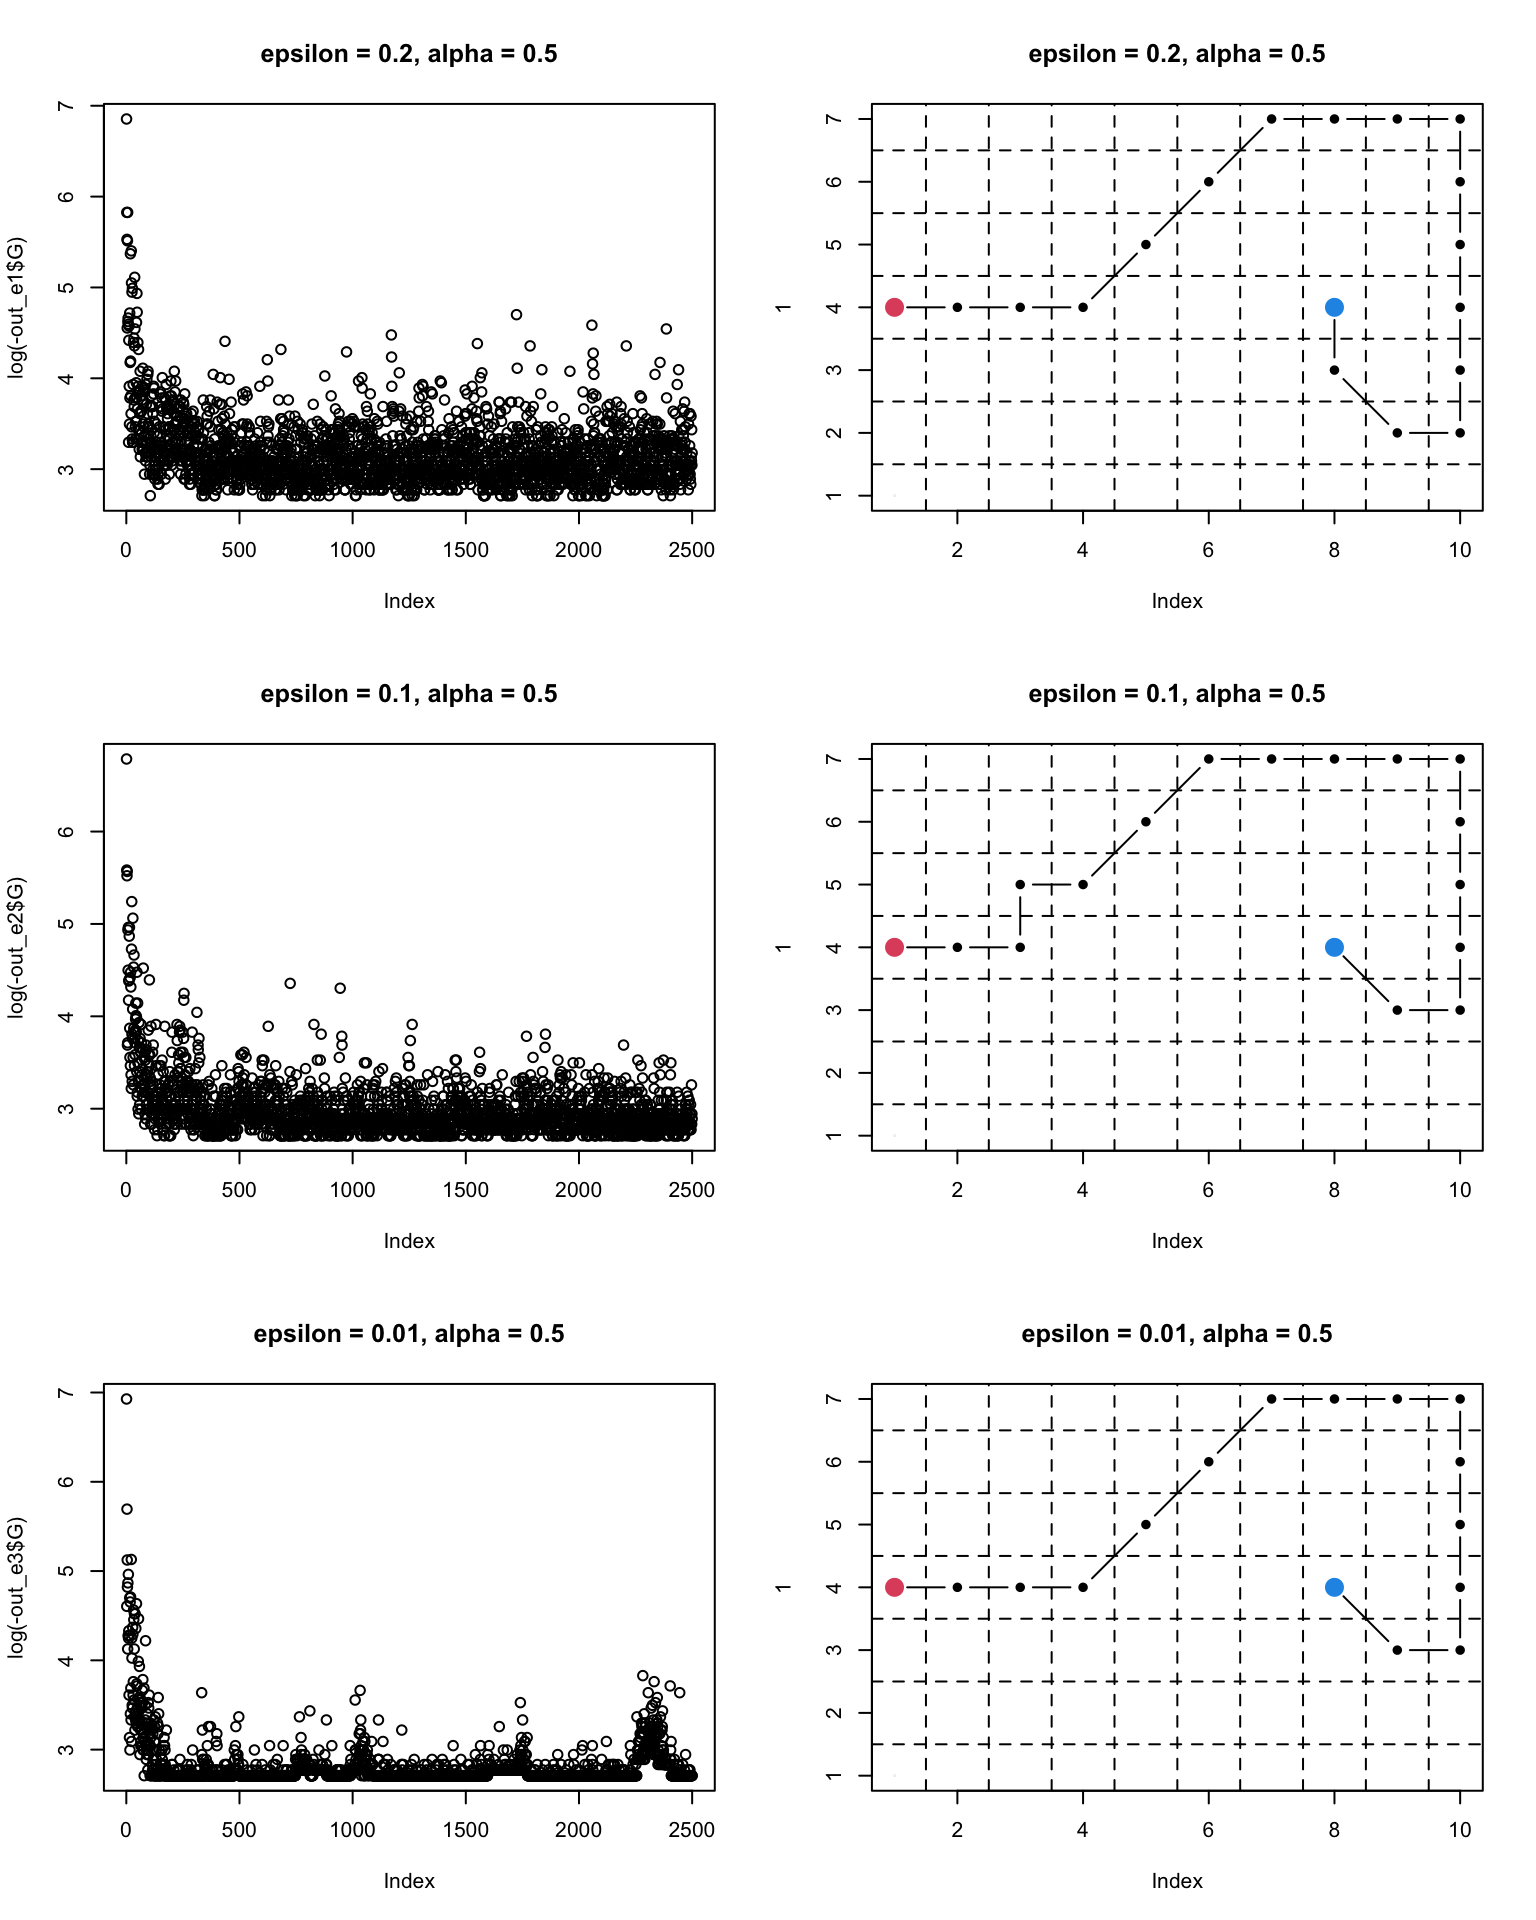 epsilon = 0.2, alpha = 0.5
log(-out_e1$G)
7
6
5
4
3
0 500 1000 1500 2000 2500
Index
epsilon = 0.2, alpha = 0.5
1
7
6
5
4
3
2
1
2 4 6 8 10
Index
epsilon = 0.1, alpha = 0.5
log(-out_e2$G)
6
5
4
3
0 500 1000 1500 2000 2500
Index
epsilon = 0.1, alpha = 0.5
1
7
6
5
4
3
2
1
2 4 6 8 10
Index
epsilon = 0.01, alpha = 0.5
log(-out_e3$G)
7
6
5
4
3
0 500 1000 1500 2000 2500
Index
epsilon = 0.01, alpha = 0.5
1
7
6
5
4
3
2
1
2 4 6 8 10
Index